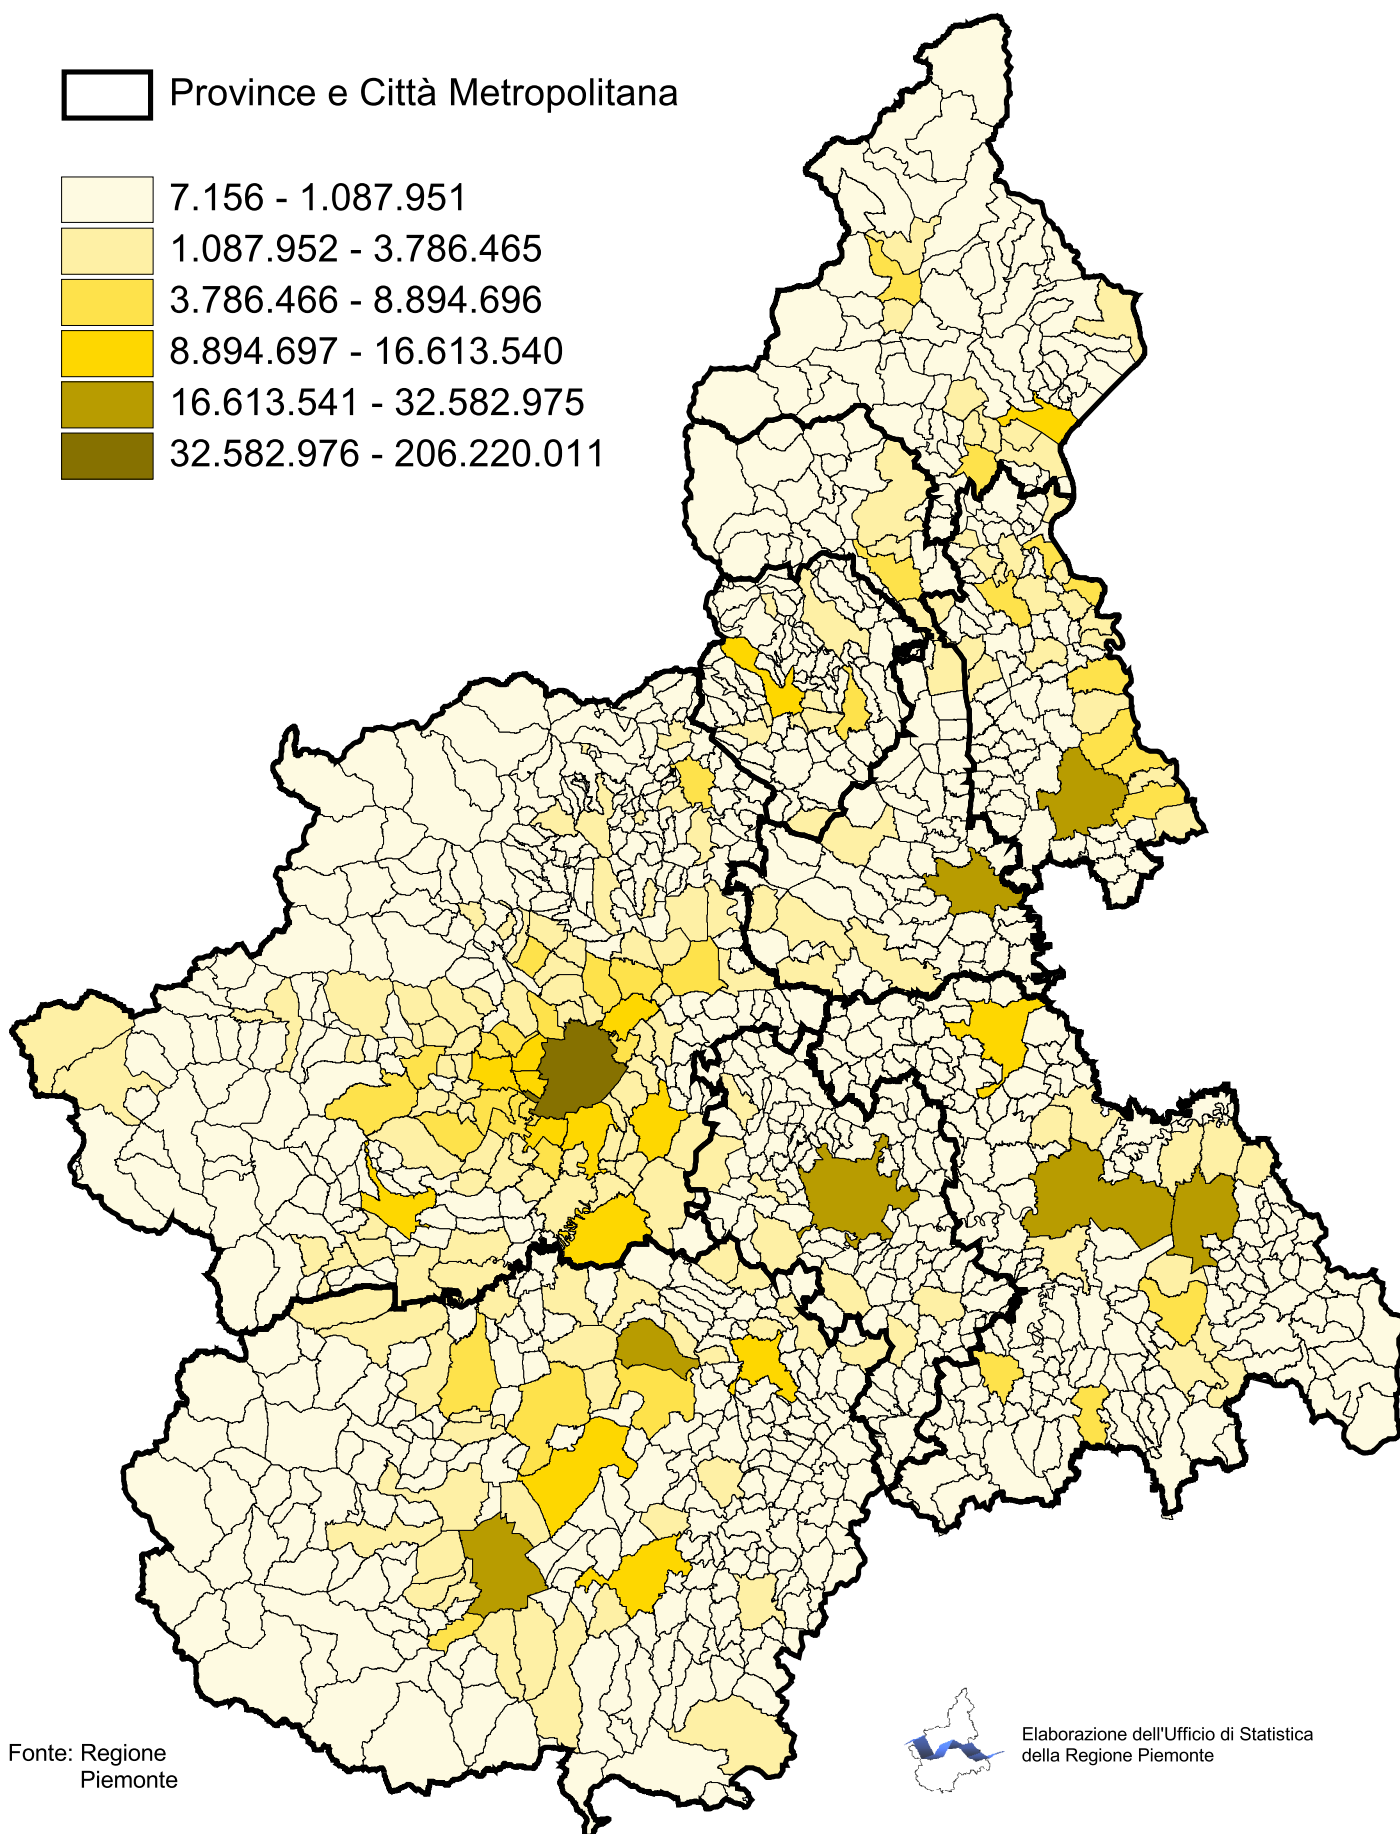 Province e Città Metropolitana
7.156 - 1.087.951
1.087.952 - 3.786.465
3.786.466 - 8.894.696
8.894.697 - 16.613.540
16.613.541 - 32.582.975
32.582.976 - 206.220.011
Fonte: Regione
Piemonte
Elaborazione dell'Ufficio di Statistica
della Regione Piemonte